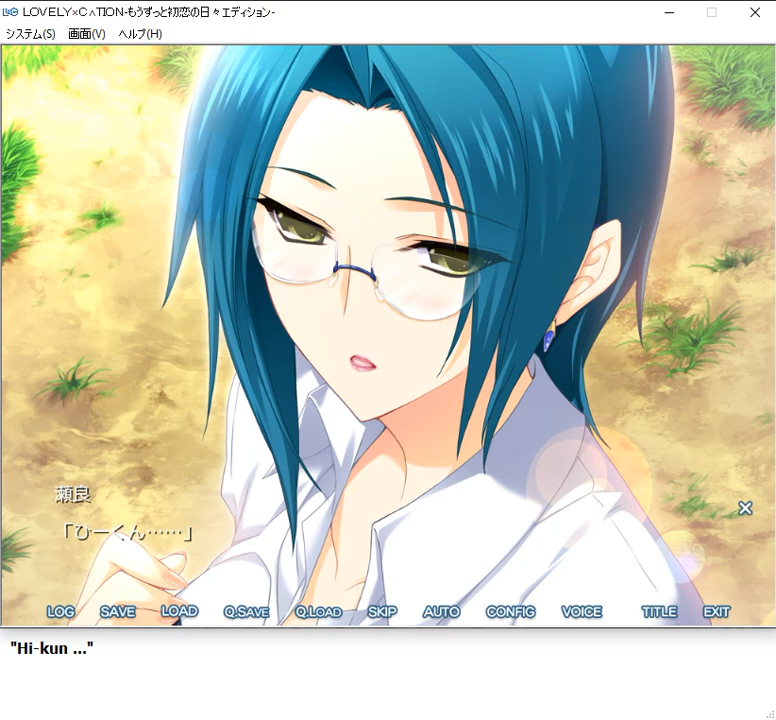 LOVELY×C∧TION-もうずっと初恋の日々エディション-
システム(S) 画面(V) ヘルプ(H)
瀬良
「ひーくん……」
LOG SAVE LOAD Q.SAVE Q.LOAD SKIP AUTO CONFIG VOICE TITLE EXIT
"Hi-kun ..."